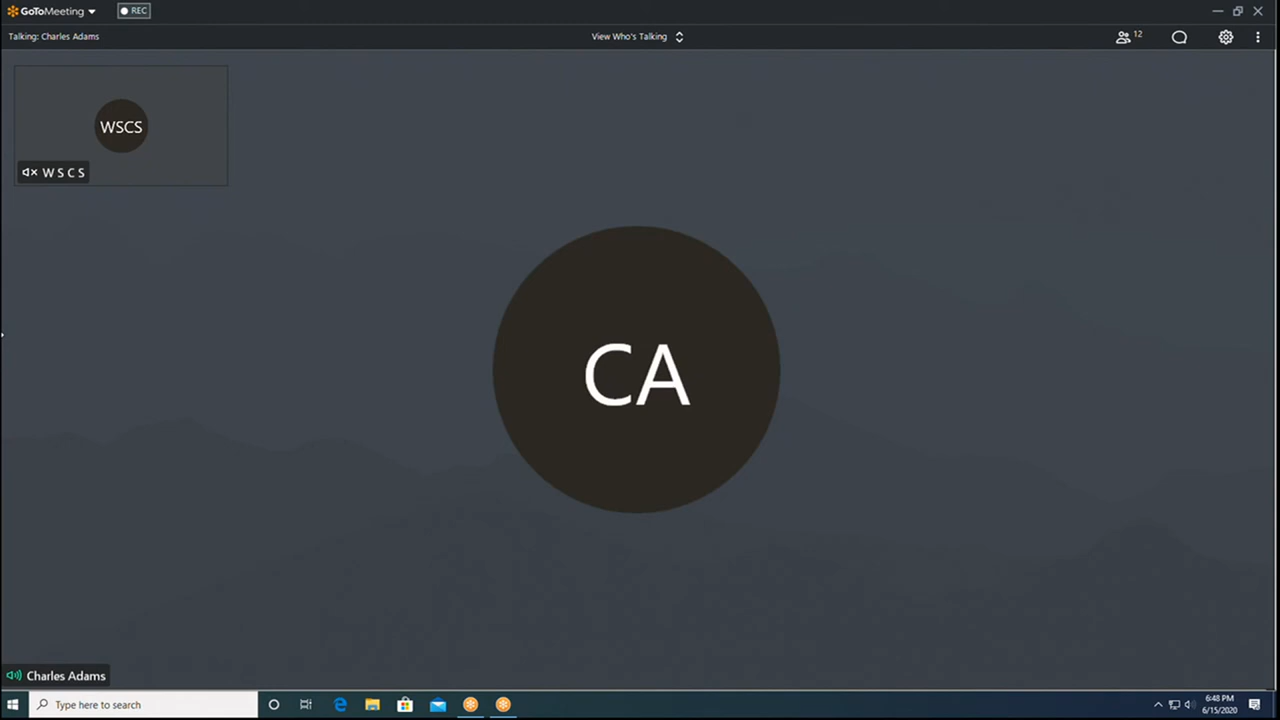 GoToMeeting
REC
Talking: Charles Adams
View Who's Talking
12
WSCS
W S C S
CA
Charles Adams
Type here to search
6:48 PM
6/15/2020